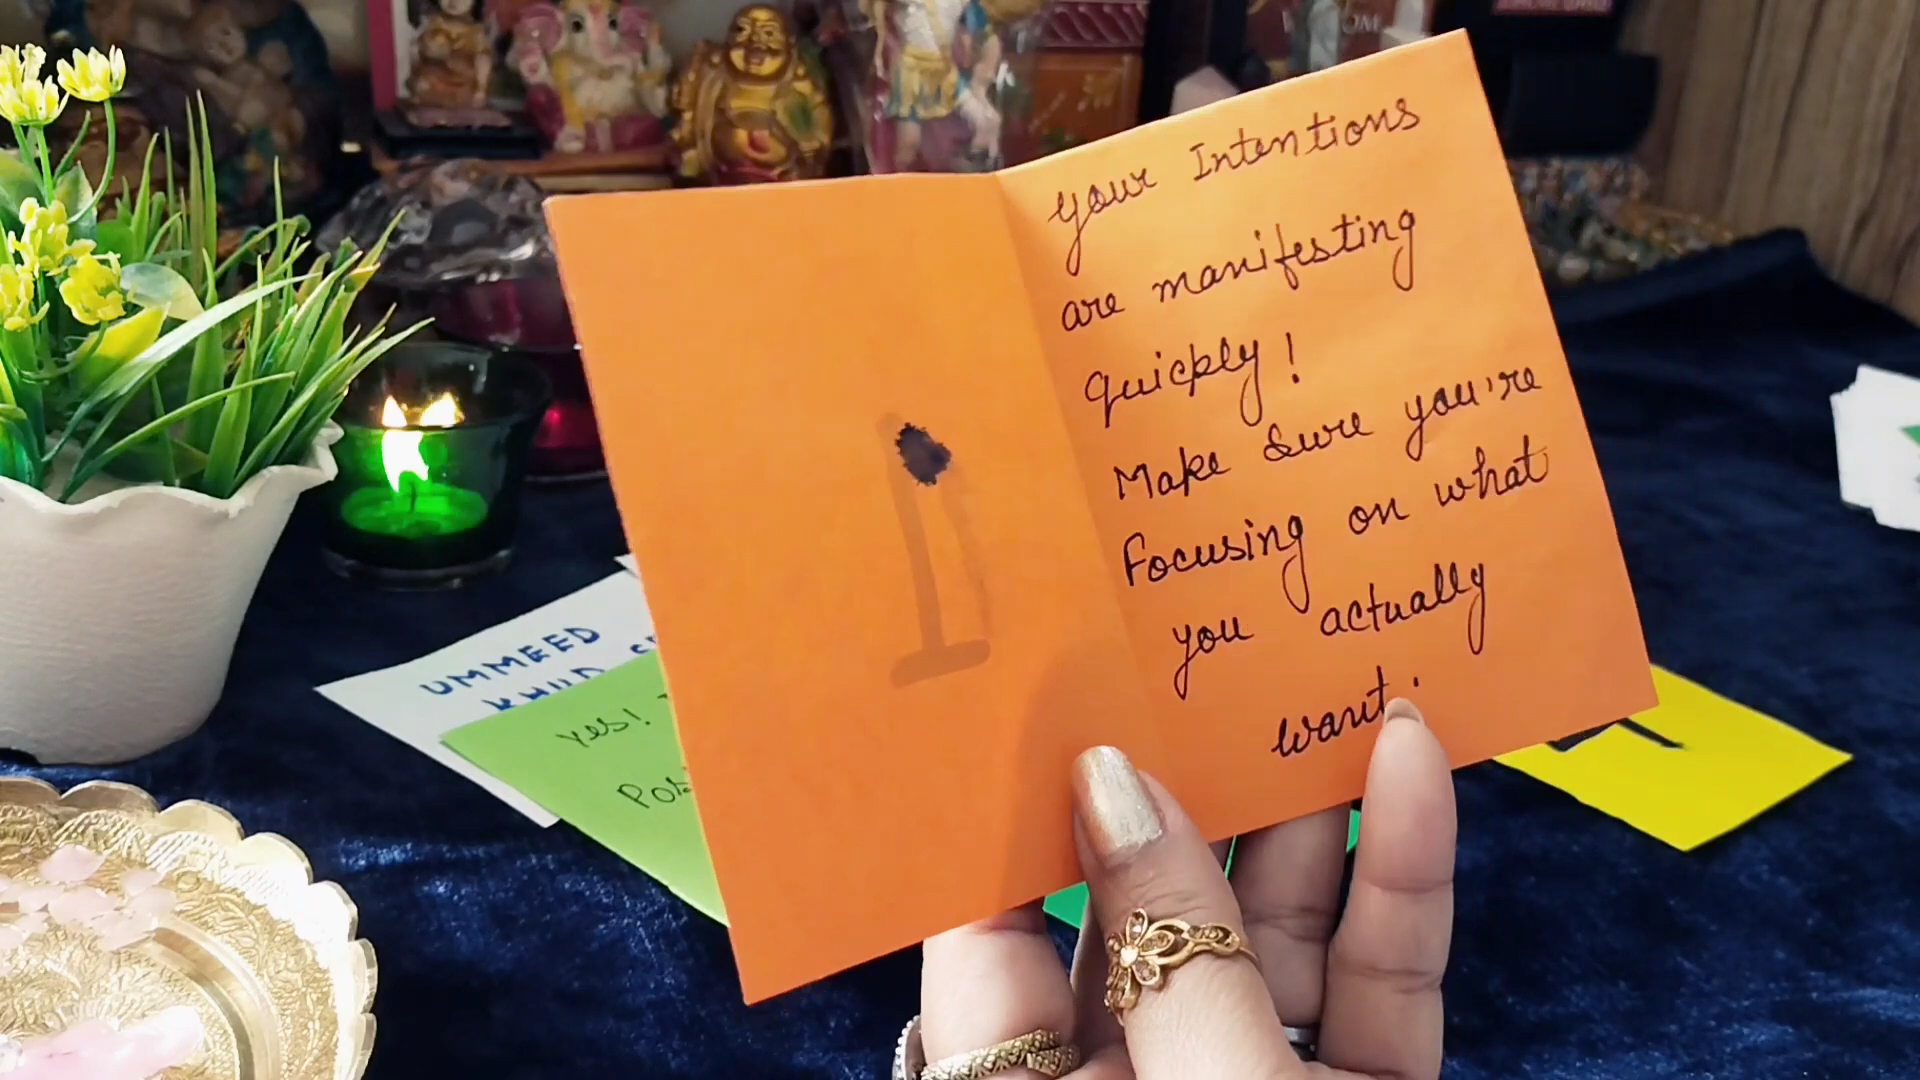 Your Intentions
are manifesting
quickly!
Make sure you're
Focusing on what
you actually
want.
UMMEED
Yes!